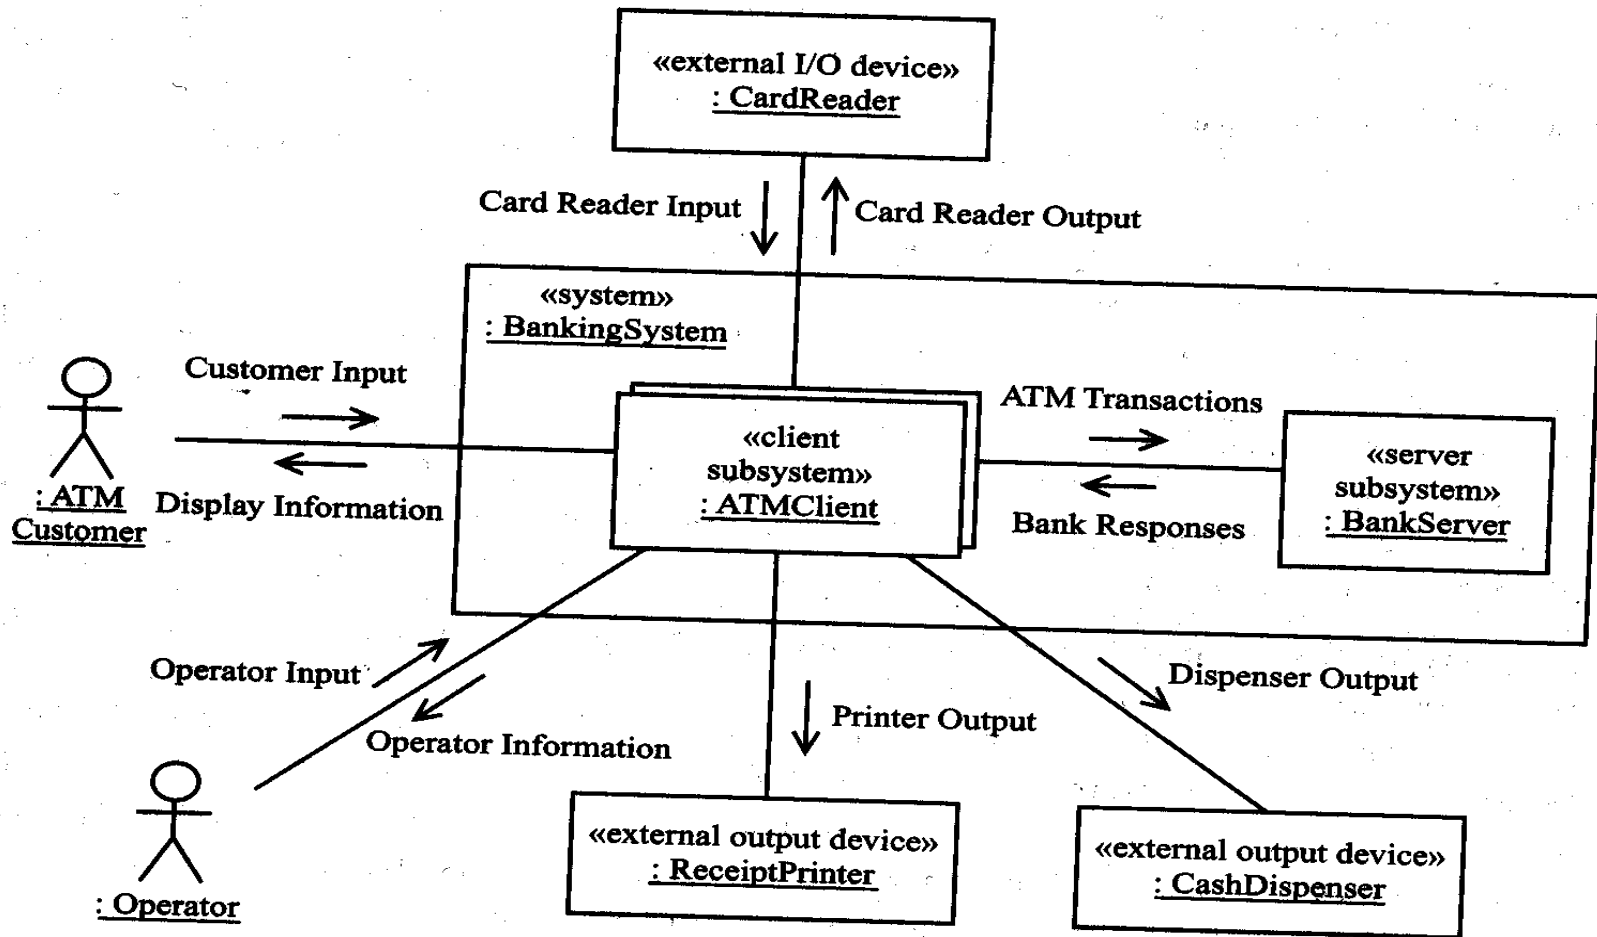 «external I/O device»
: CardReader
Card Reader Input
Card Reader Output
«system»
: BankingSystem
Customer Input
ATM Transactions
«client
subsystem»
: ATMClient
«server
subsystem»
: BankServer
: ATM
Customer
Display Information
Bank Responses
Operator Input
Dispenser Output
Operator Information
Printer Output
«external output device»
: ReceiptPrinter
«external output device»
: CashDispenser
: Operator